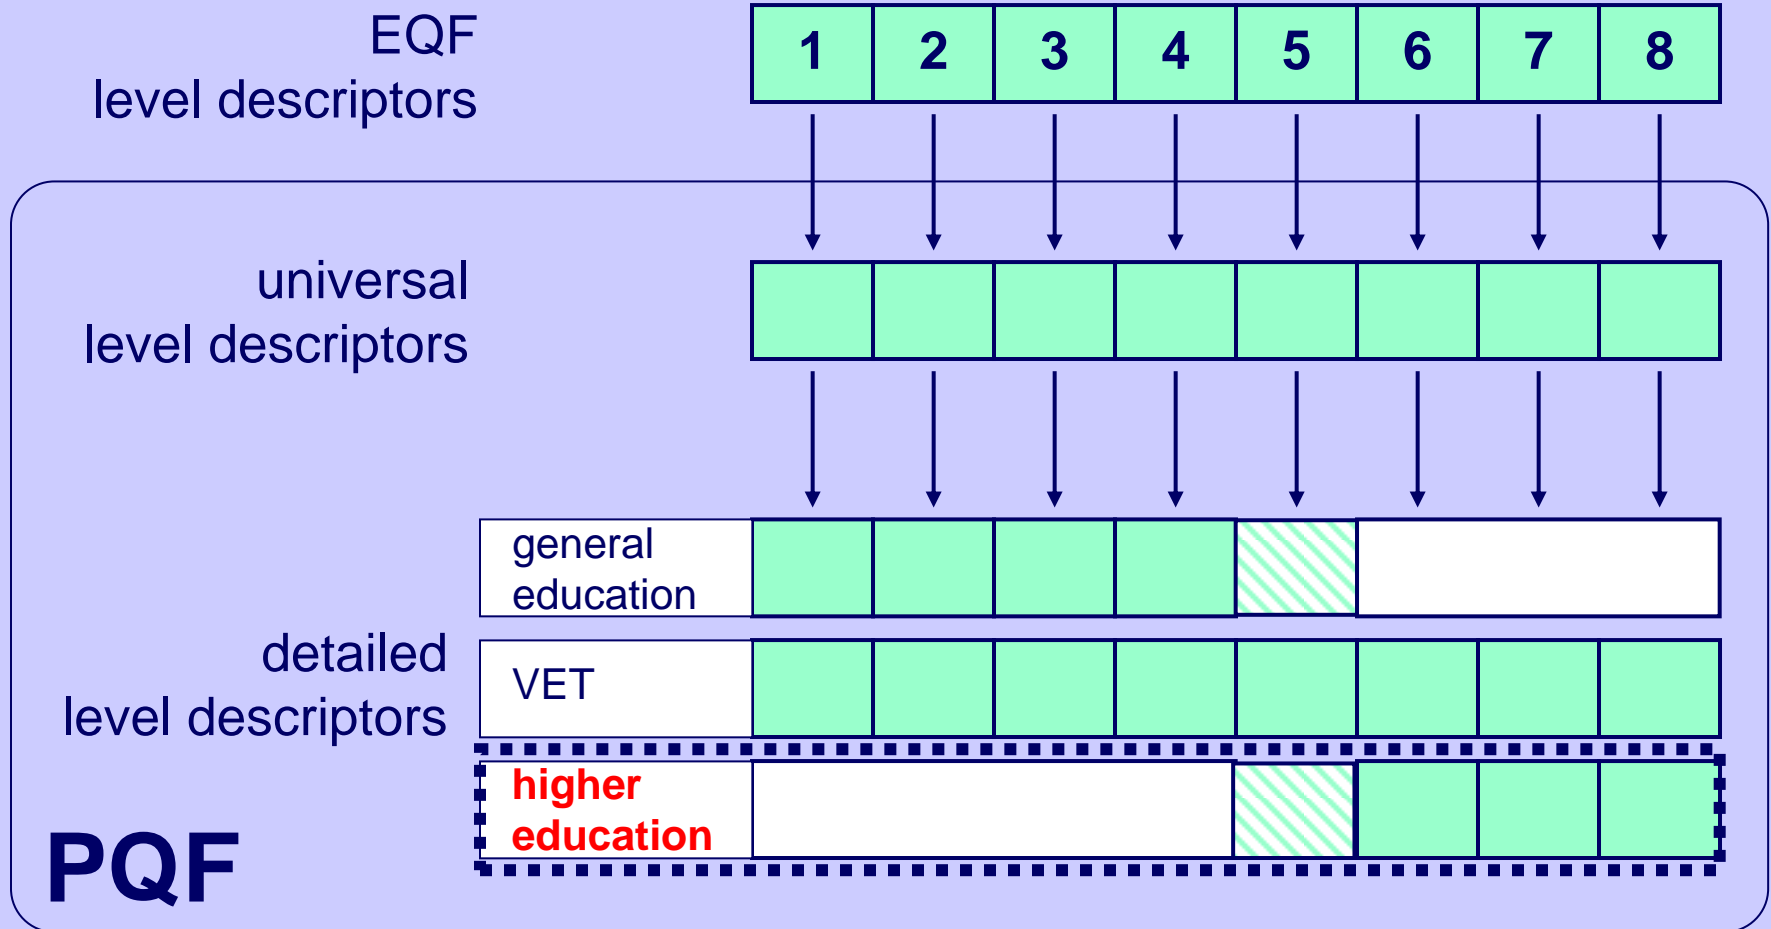 EQF
level descriptors
1 2 3 4 5 6 7 8
universal
level descriptors
general
education
detailed
level descriptors
VET
higher
education
PQF